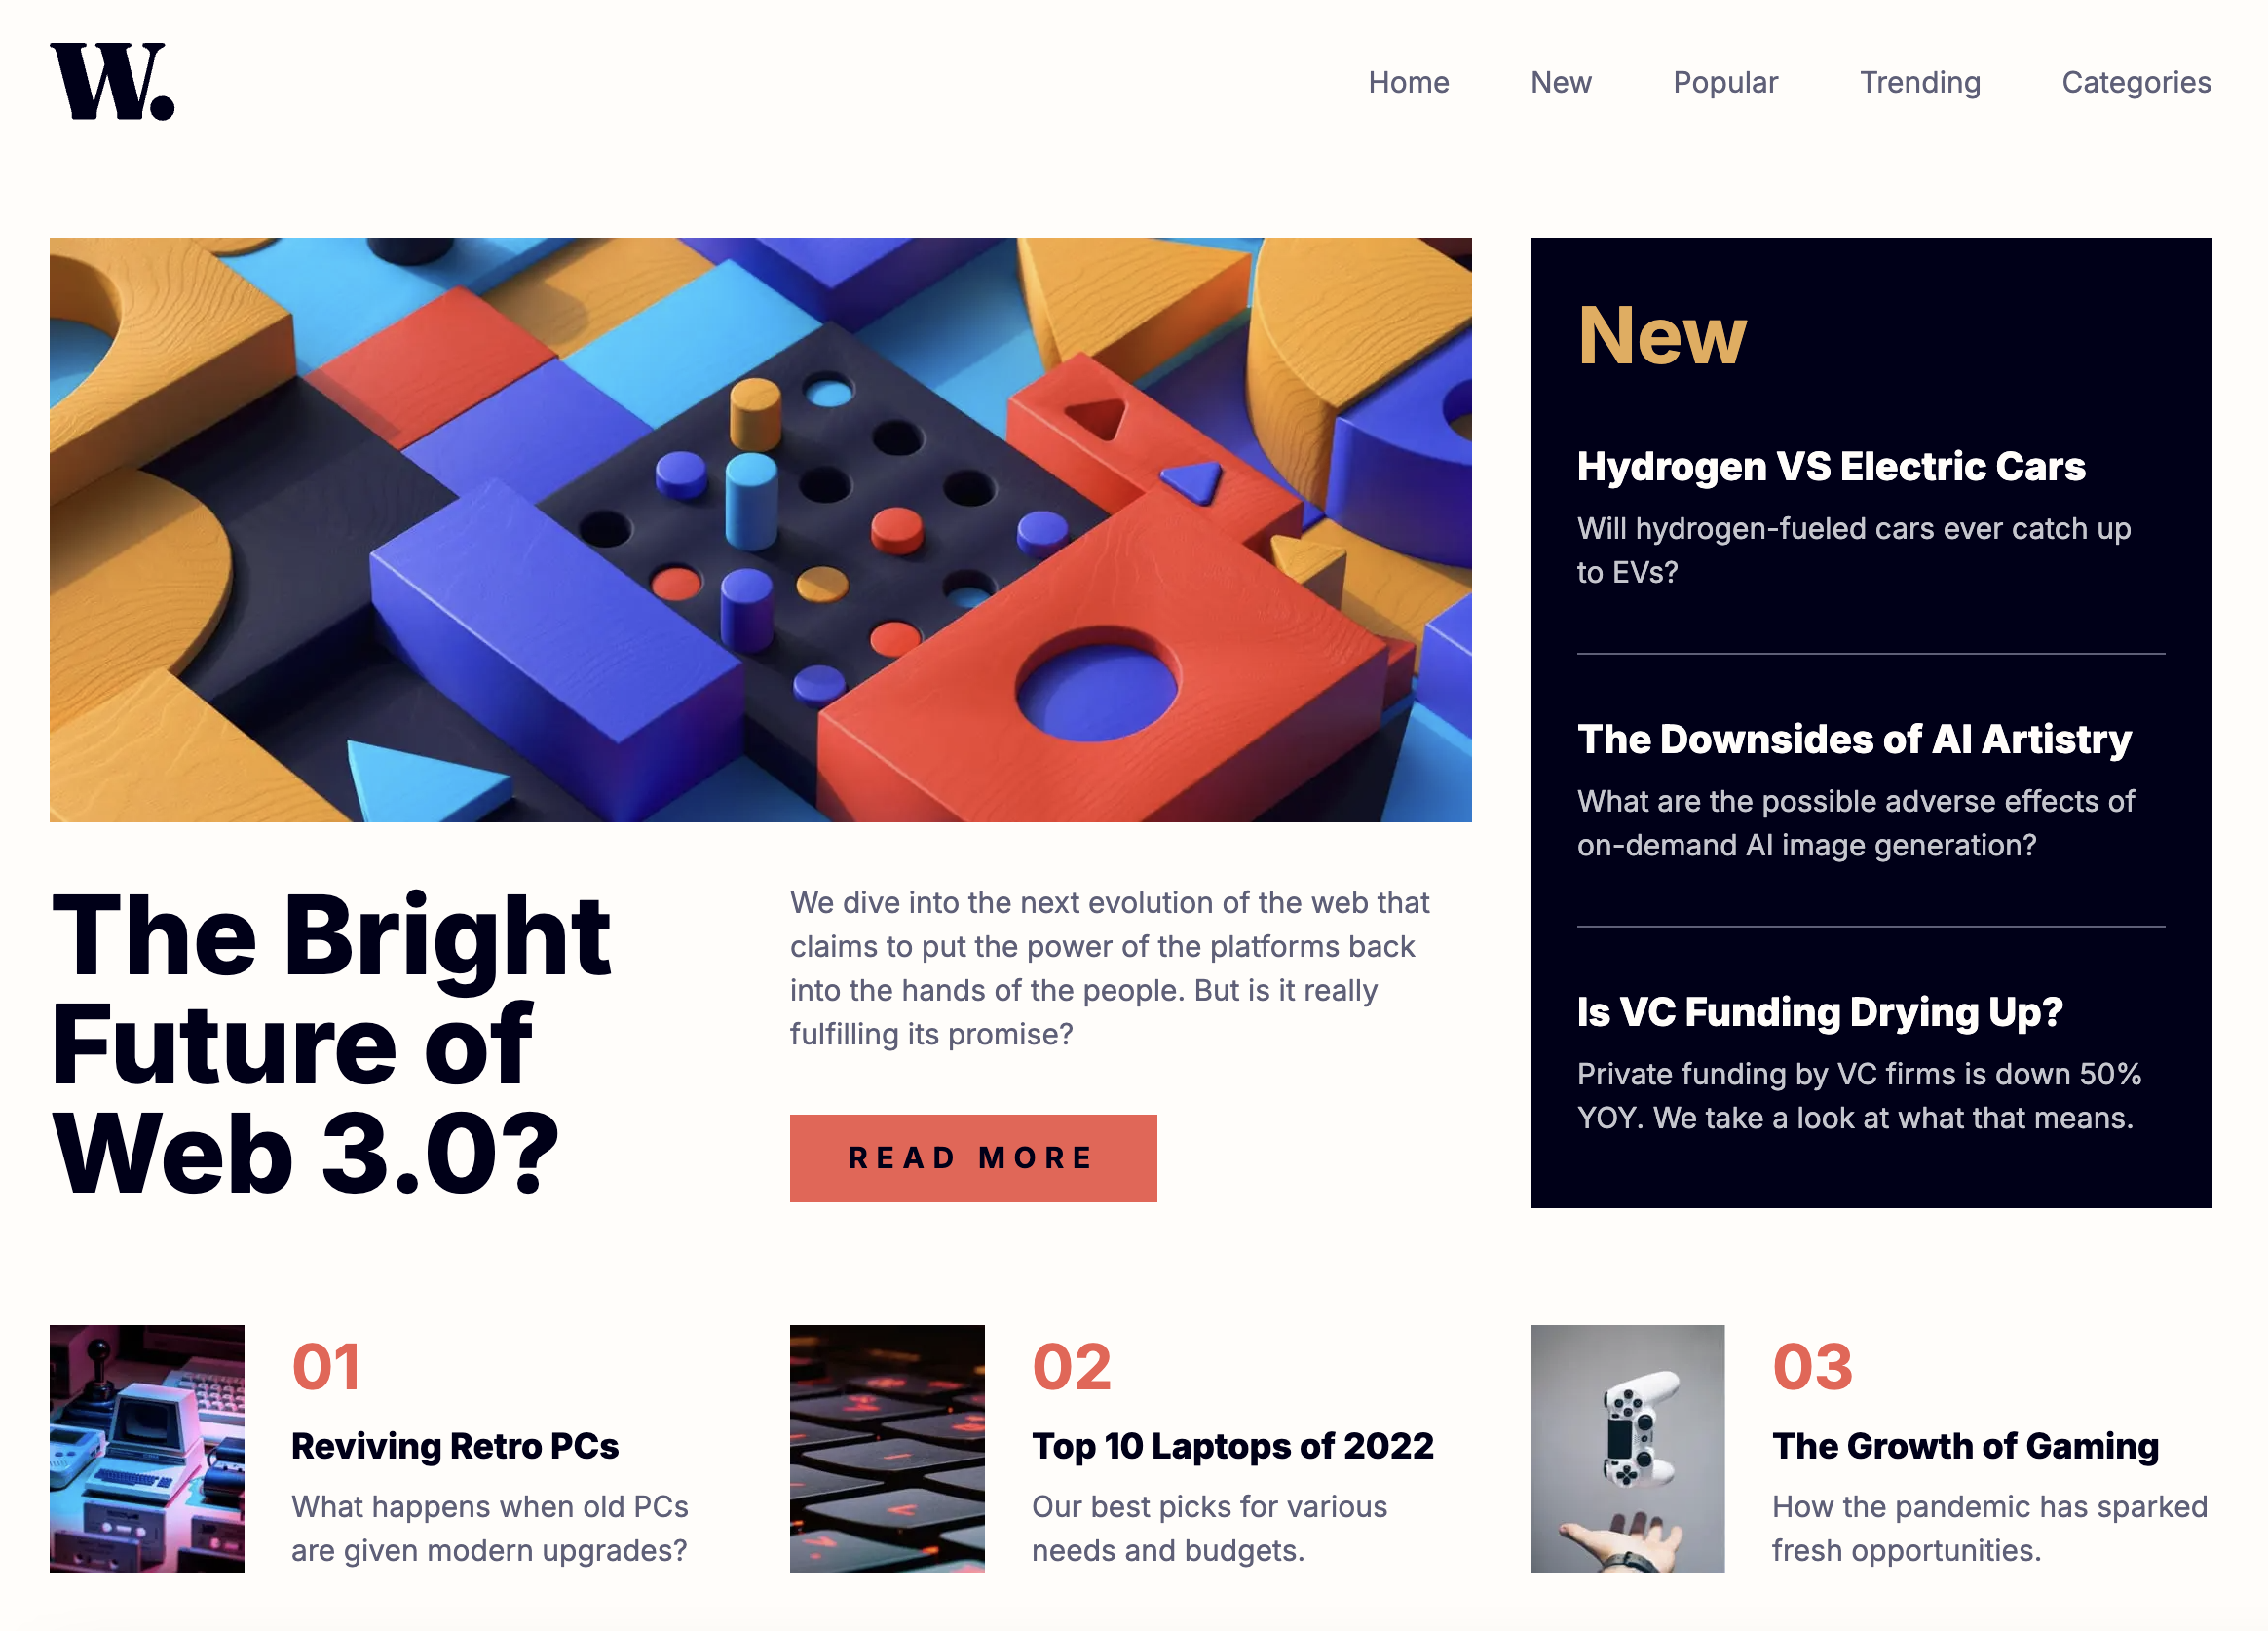 W.
Home New Popular Trending Categories
The Bright
Future of
Web 3.0?
We dive into the next evolution of the web that
claims to put the power of the platforms back
into the hands of the people. But is it really
fulfilling its promise?
READ MORE
New
Hydrogen VS Electric Cars
Will hydrogen-fueled cars ever catch up
to EVs?
The Downsides of AI Artistry
What are the possible adverse effects of
on-demand AI image generation?
Is VC Funding Drying Up?
Private funding by VC firms is down 50%
YOY. We take a look at what that means.
01
Reviving Retro PCs
What happens when old PCs
are given modern upgrades?
02
Top 10 Laptops of 2022
Our best picks for various
needs and budgets.
03
The Growth of Gaming
How the pandemic has sparked
fresh opportunities.